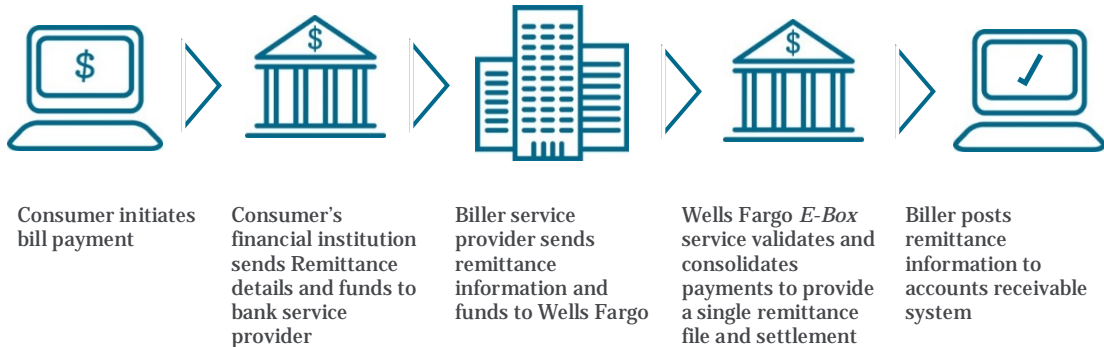 $
$
$
Consumer initiates
bill payment
Consumer's
financial institution
sends Remittance
details and funds to
bank service
provider
Biller service
provider sends
remittance
information and
funds to Wells Fargo
Wells Fargo E-Box
service validates and
consolidates
payments to provide
a single remittance
file and settlement
Biller posts
remittance
information to
accounts receivable
system